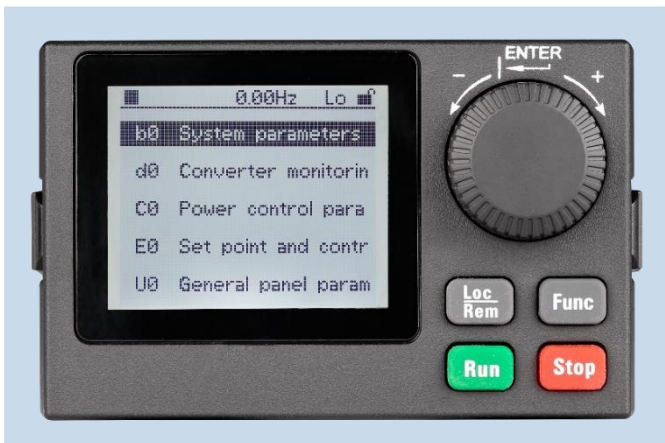 ENTER
- +
0.00Hz Lo
b0 System parameters
d0 Converter monitorin
C0 Power control para
E0 Set point and contr
U0 General panel param
Loc
Rem
Func
Run
Stop